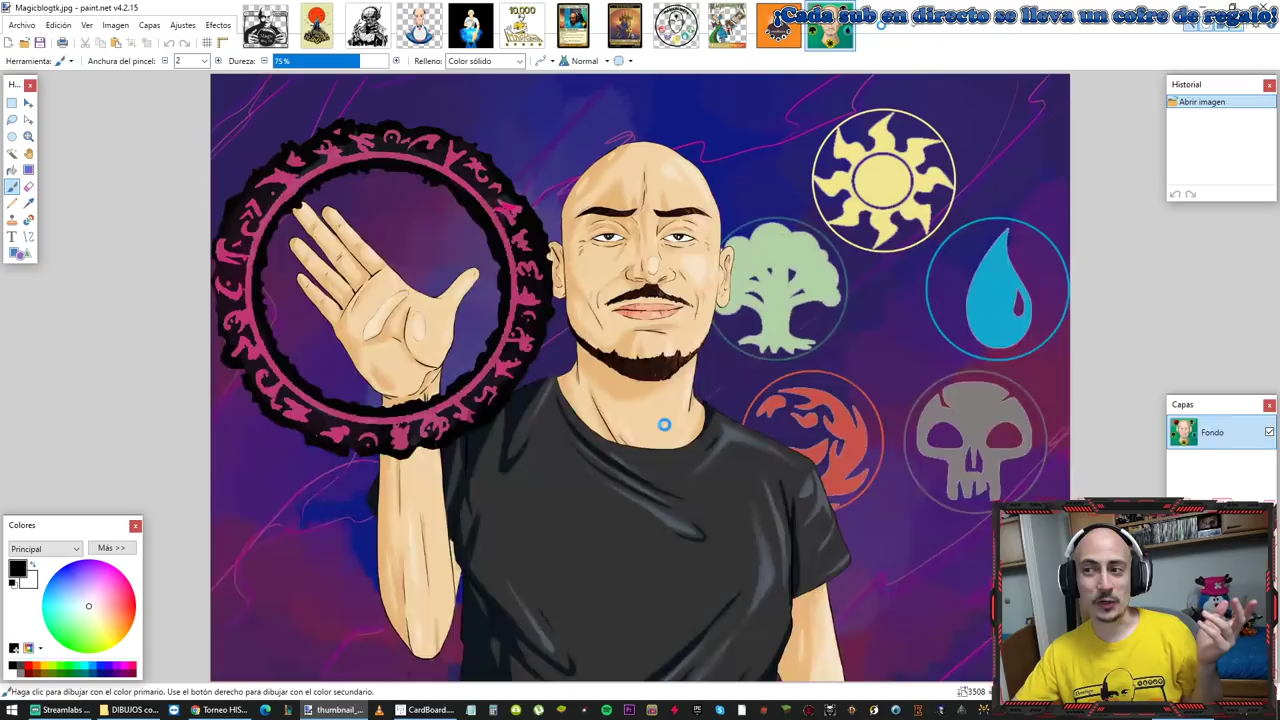 Magicblogtk.jpg - paint.net v4.2.15
¡Cada sub en directo se lleva un cofre de regalo!
Archivo Edición Ver Imagen Capas Ajustes Efectos
10,000
Herramienta: Anchura del pincel: 2 Dureza: 75% Relleno: Color sólido Normal
H...
Historial
Abrir imagen
Capas
Fondo
Colores
Principal Más >>
Haga clic para dibujar con el color primario. Use el botón derecho para dibujar con el color secundario.
3508
Streamlabs ... DIBUJOS co... Torneo HIS... thumbnail_... CardBoard....